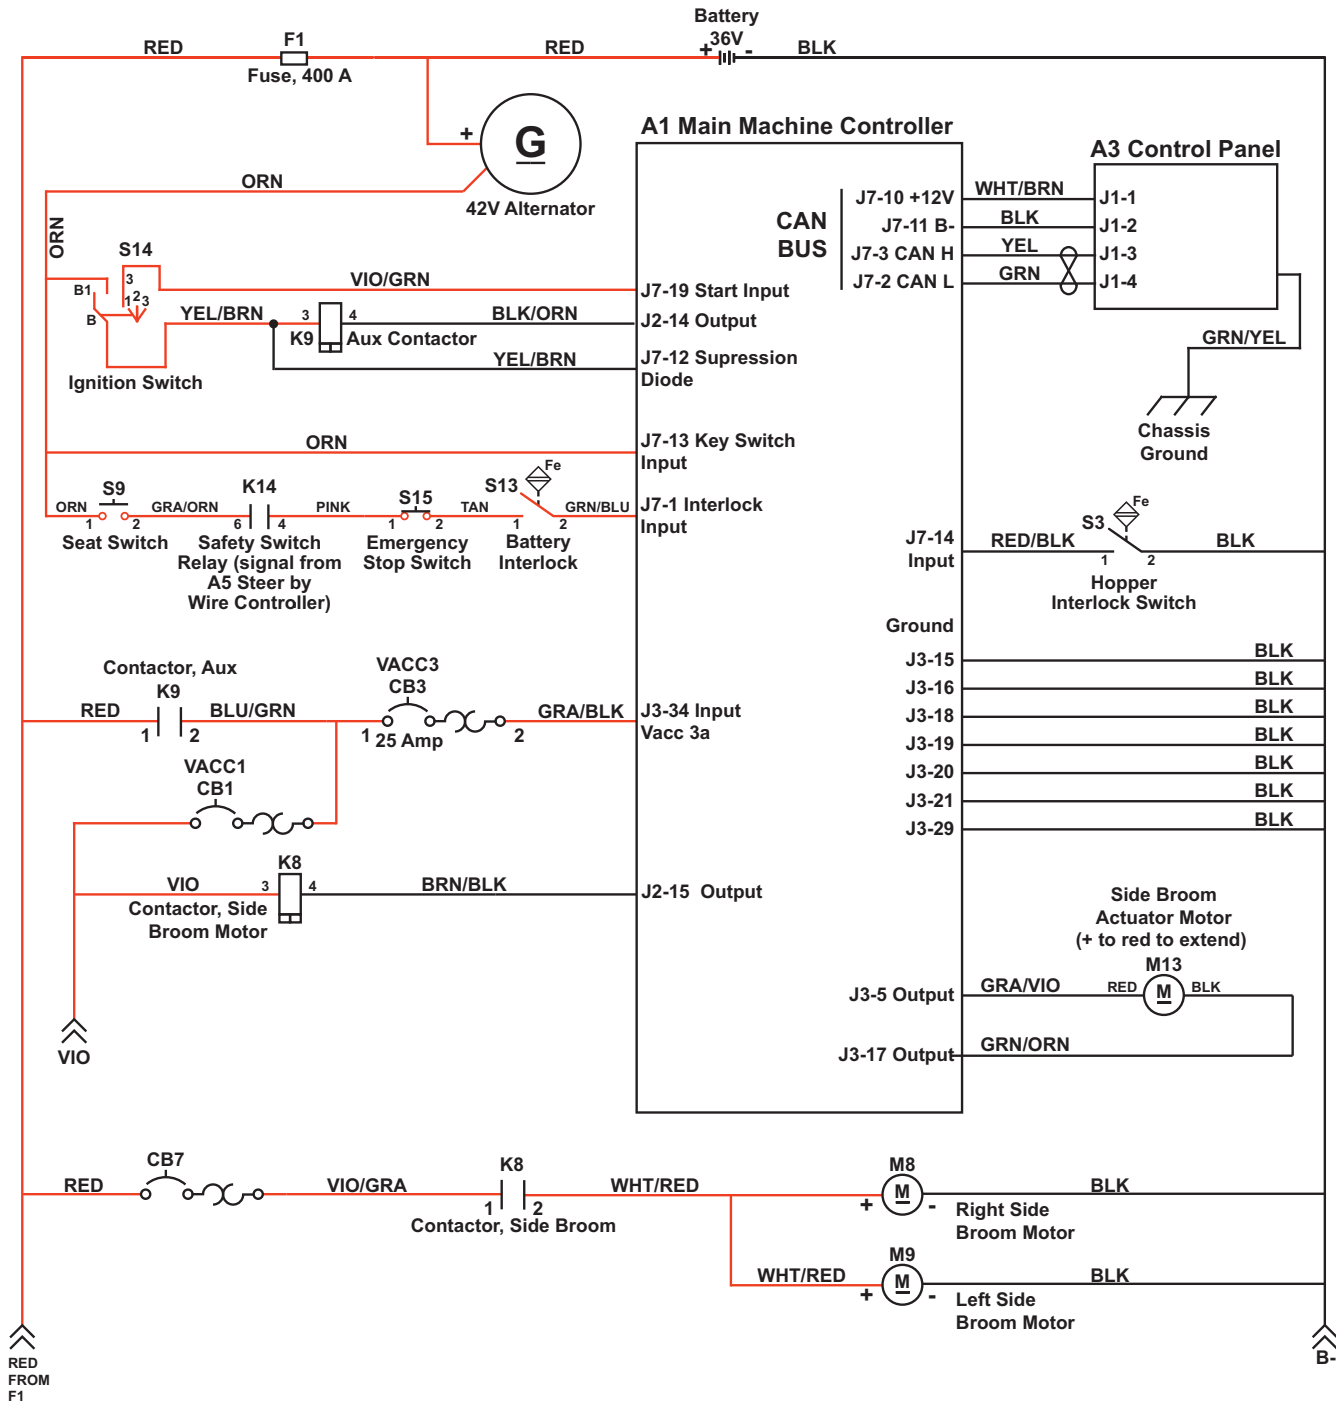 Battery
36V
RED
F1
RED
+
-
BLK
Fuse, 400 A
+
G
A1 Main Machine Controller
A3 Control Panel
ORN
42V Alternator
ORN
CAN
BUS
J7-10 +12V
WHT/BRN
J1-1
J7-11 B-
BLK
J1-2
J7-3 CAN H
YEL
J1-3
J7-2 CAN L
GRN
J1-4
S14
3
B1
1 2 3
B
VIO/GRN
J7-19 Start Input
YEL/BRN
3
4
BLK/ORN
J2-14 Output
K9
Aux Contactor
YEL/BRN
J7-12 Supression
Diode
GRN/YEL
Ignition Switch
Chassis
Ground
ORN
J7-13 Key Switch
Input
S9
K14
S15
S13
Fe
ORN
GRA/ORN
PINK
TAN
GRN/BLU
J7-1 Interlock
Input
1
2
6
4
1
2
1
2
Seat Switch
Safety Switch
Relay (signal from
A5 Steer by
Wire Controller)
Emergency
Stop Switch
Battery
Interlock
J7-14
Input
RED/BLK
S3
Fe
BLK
1
2
Hopper
Interlock Switch
Ground
J3-15
BLK
J3-16
BLK
J3-18
BLK
J3-19
BLK
J3-20
BLK
J3-21
BLK
J3-29
BLK
Contactor, Aux
K9
RED
BLU/GRN
1
2
VACC3
CB3
1
25 Amp
2
GRA/BLK
J3-34 Input
Vacc 3a
VACC1
CB1
K8
VIO
3
4
BRN/BLK
J2-15 Output
Contactor, Side
Broom Motor
VIO
Side Broom
Actuator Motor
(+ to red to extend)
M13
J3-5 Output
GRA/VIO
RED
M
BLK
J3-17 Output
GRN/ORN
CB7
RED
VIO/GRA
K8
1
2
Contactor, Side Broom
WHT/RED
M8
M
+
-
BLK
Right Side
Broom Motor
WHT/RED
M9
M
+
-
BLK
Left Side
Broom Motor
RED
FROM
F1
B-